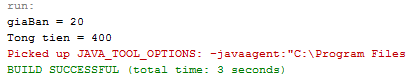 run:
giaBan = 20
Tong tien = 400
Picked up JAVA_TOOL_OPTIONS: -javaagent:"C:\Program Files
BUILD SUCCESSFUL (total time: 3 seconds)